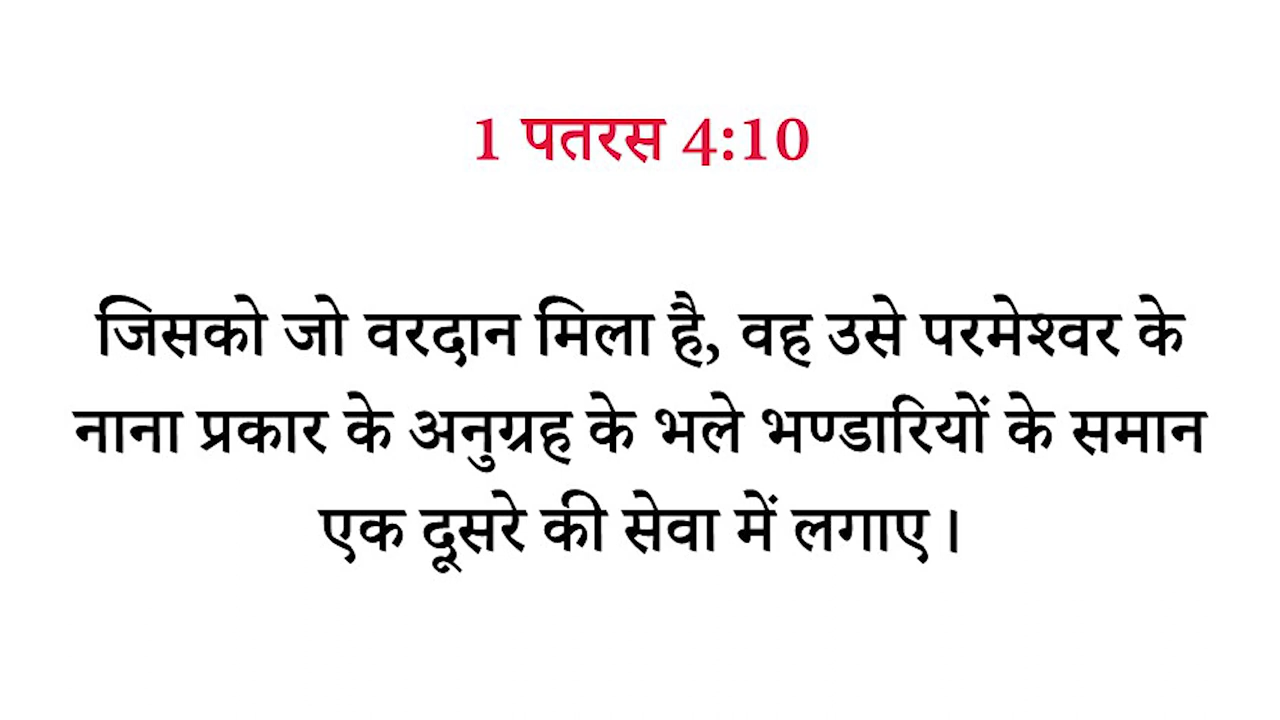 1 पतरस 4:10
जिसको जो वरदान मिला है, वह उसे परमेश्वर के
नाना प्रकार के अनुग्रह के भले भण्डारियों के समान
एक दूसरे की सेवा में लगाए।